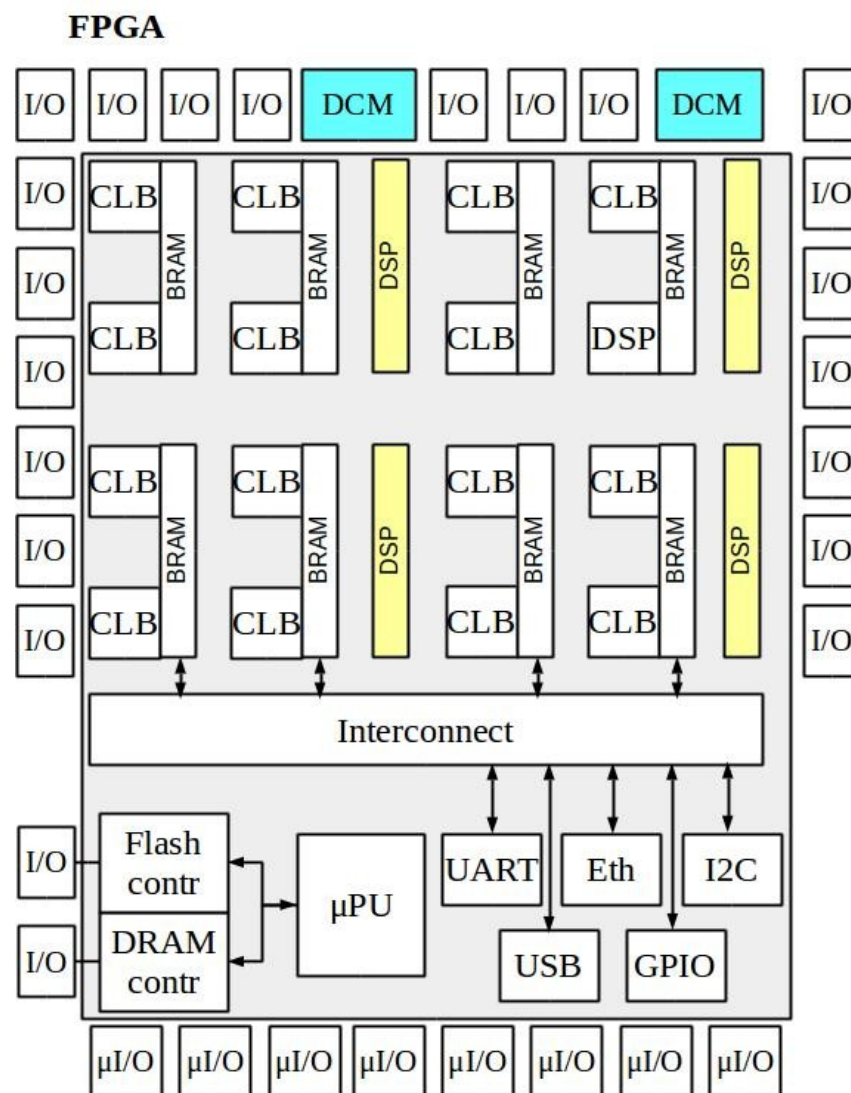 FPGA
I/O I/O I/O I/O DCM I/O I/O I/O DCM I/O
I/O CLB BRAM CLB BRAM DSP CLB BRAM CLB BRAM DSP I/O
I/O I/O
I/O CLB CLB CLB DSP I/O
I/O CLB BRAM CLB BRAM DSP CLB BRAM CLB BRAM DSP I/O
I/O I/O
I/O CLB CLB CLB CLB I/O
Interconnect
I/O Flash
contr
μPU
UART Eth I2C
I/O DRAM
contr
USB GPIO
μI/O μI/O μI/O μI/O μI/O μI/O μI/O μI/O